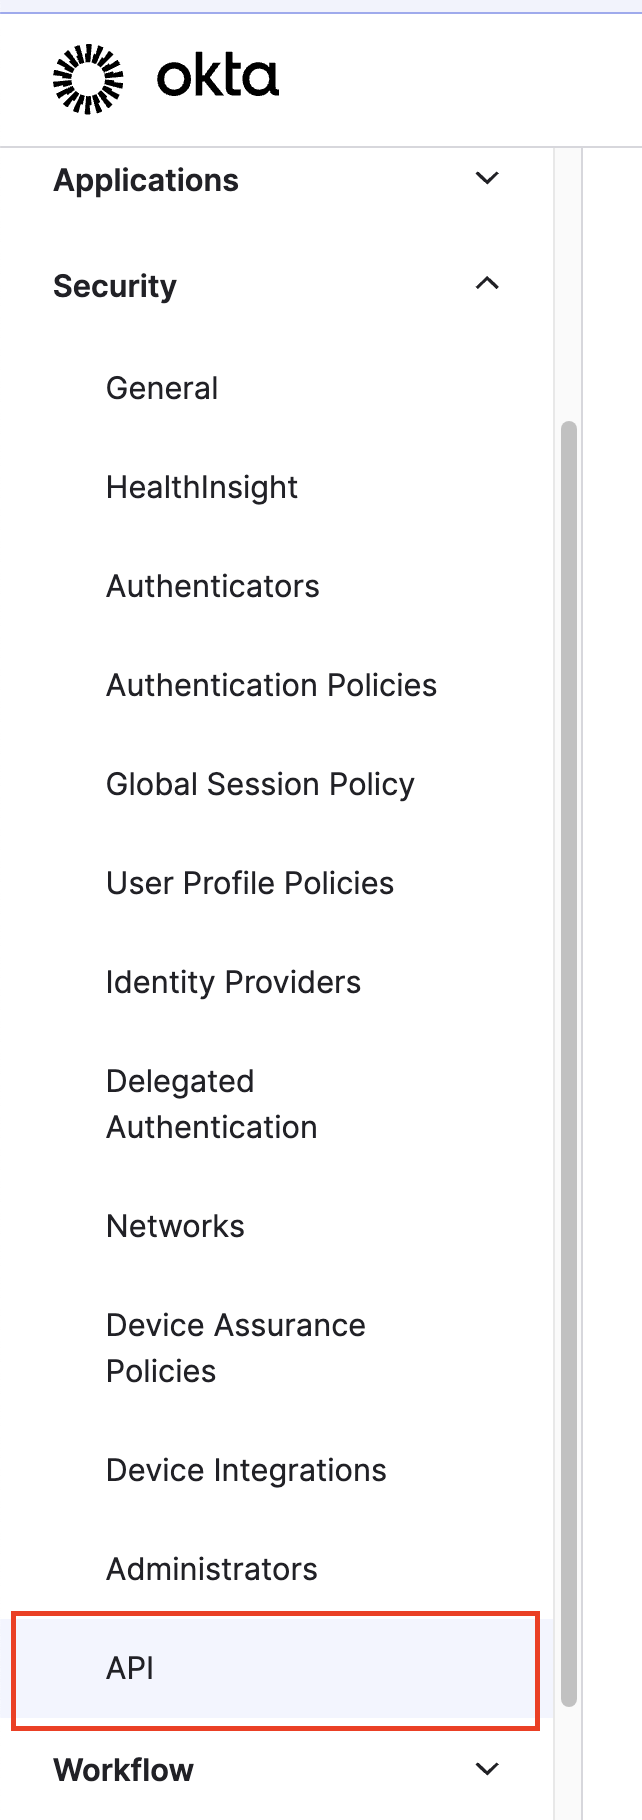 okta
Applications
Security
General
HealthInsight
Authenticators
Authentication Policies
Global Session Policy
User Profile Policies
Identity Providers
Delegated
Authentication
Networks
Device Assurance
Policies
Device Integrations
Administrators
API
Workflow